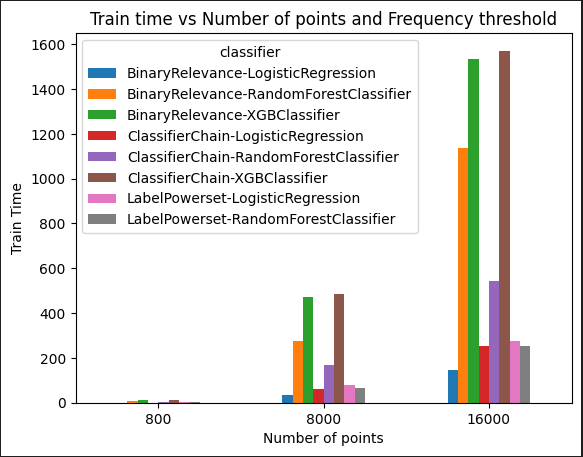 Train time vs Number of points and Frequency threshold
classifier
BinaryRelevance-LogisticRegression
BinaryRelevance-RandomForestClassifier
BinaryRelevance-XGBClassifier
ClassifierChain-LogisticRegression
ClassifierChain-RandomForestClassifier
ClassifierChain-XGBClassifier
LabelPowerset-LogisticRegression
LabelPowerset-RandomForestClassifier
Train Time
1600
1400
1200
1000
800
600
400
200
0
800
8000
16000
Number of points